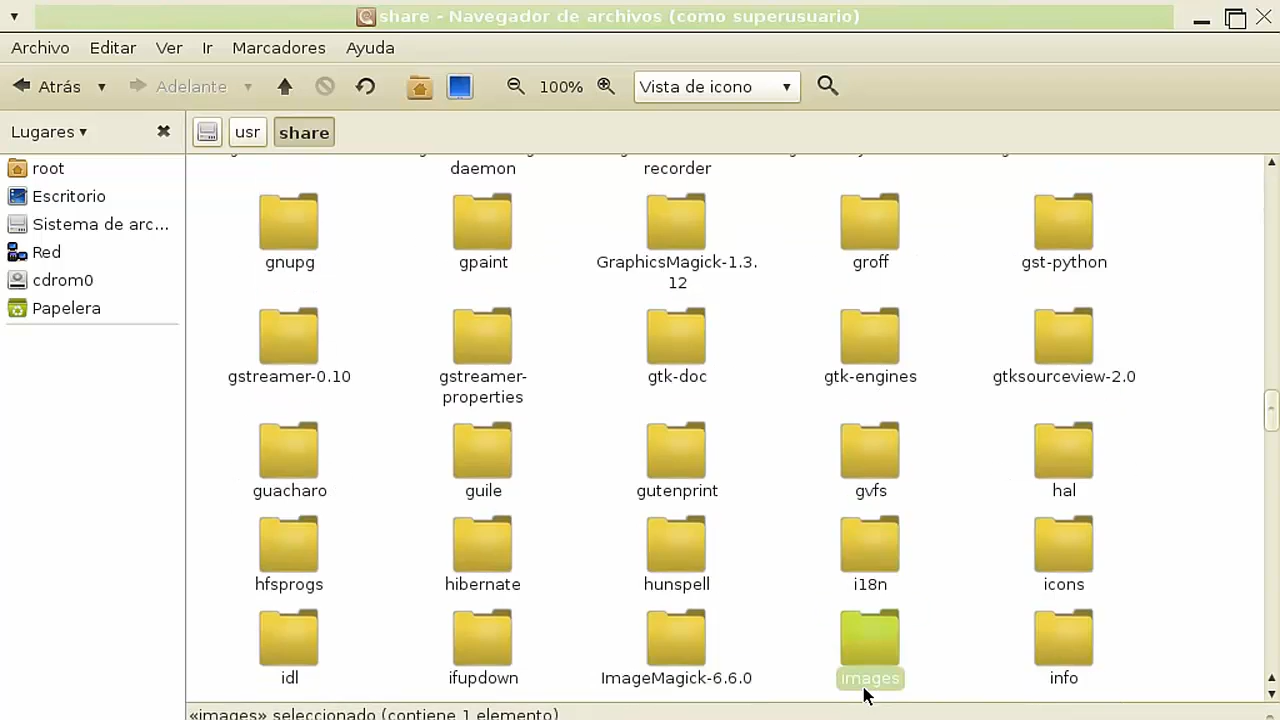 share - Navegador de archivos (como superusuario)
Archivo Editar Ver Ir Marcadores Ayuda
Atrás Adelante 100% Vista de icono
Lugares usr share
root
Escritorio
Sistema de arc...
Red
cdrom0
Papelera
daemon recorder
gnupg gpaint GraphicsMagick-1.3. groff gst-python
12
gstreamer-0.10 gstreamer- gtk-doc gtk-engines gtksourceview-2.0
properties
guacharo guile gutenprint gvfs hal
hfsprogs hibernate hunspell i18n icons
idl ifupdown ImageMagick-6.6.0 images info
«images» seleccionado (contiene 1 elemento)